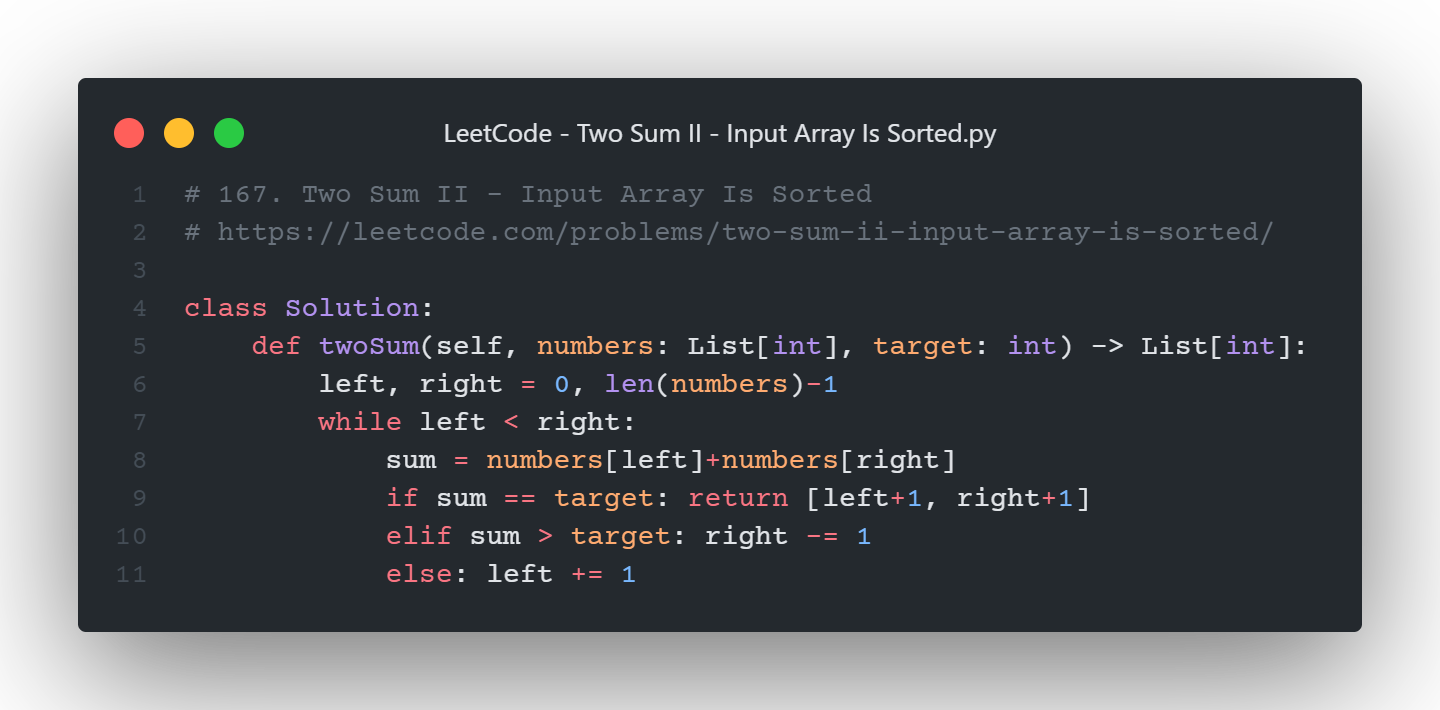 LeetCode - Two Sum II - Input Array Is Sorted.py
1 # 167. Two Sum II - Input Array Is Sorted
2 # https://leetcode.com/problems/two-sum-ii-input-array-is-sorted/
3
4 class Solution:
5     def twoSum(self, numbers: List[int], target: int) -> List[int]:
6         left, right = 0, len(numbers)-1
7         while left < right:
8             sum = numbers[left]+numbers[right]
9             if sum == target: return [left+1, right+1]
10             elif sum > target: right -= 1
11             else: left += 1